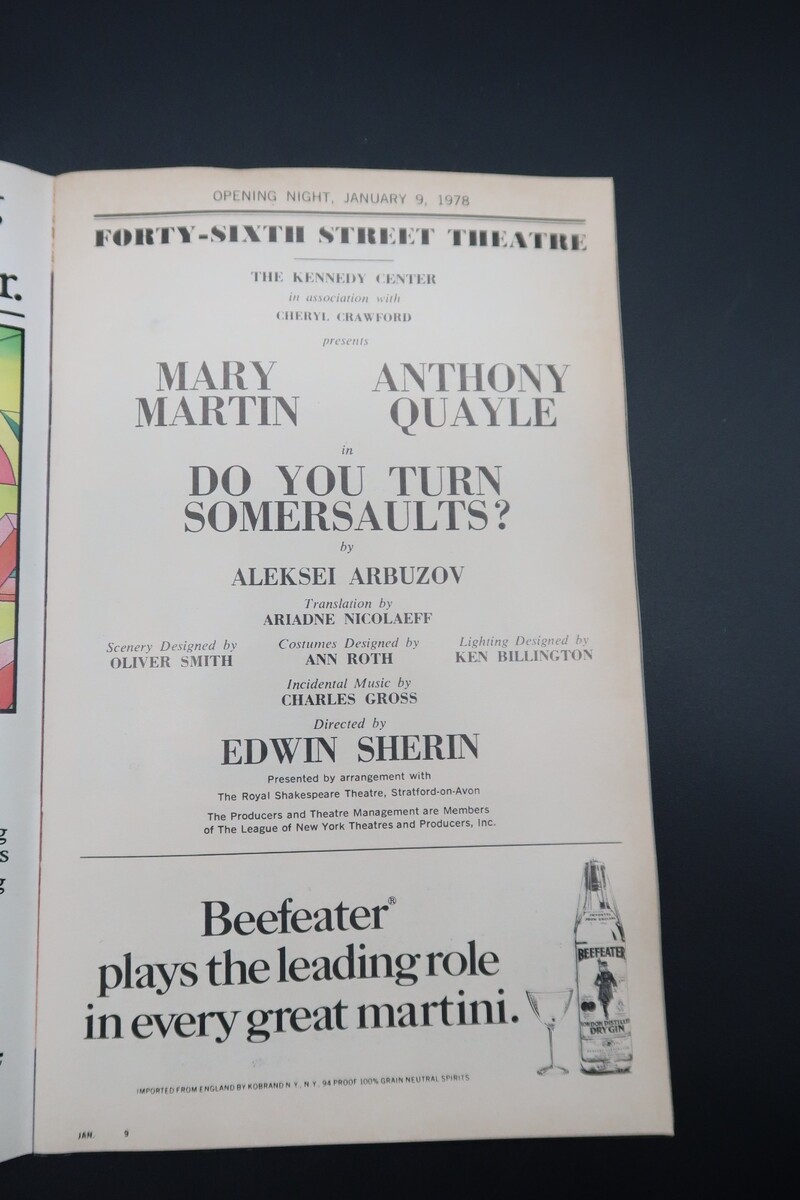 r.
OPENING NIGHT, JANUARY 9, 1978
FORTY-SIXTH STREET THEATRE
THE KENNEDY CENTER
in association with
CHERYL CRAWFORD
presents
MARY MARTIN
ANTHONY QUAYLE
in
DO YOU TURN
SOMERSAULTS?
by
ALEKSEI ARBUZOV
Translation by
ARIADNE NICOLAEFF
Scenery Designed by
OLIVER SMITH
Costumes Designed by
ANN ROTH
Lighting Designed by
KEN BILLINGTON
Incidental Music by
CHARLES GROSS
Directed by
EDWIN SHERIN
Presented by arrangement with
The Royal Shakespeare Theatre, Stratford-on-Avon
The Producers and Theatre Management are Members
of The League of New York Theatres and Producers, Inc.
g
s
g
Beefeater®
plays the leading role
in every great martini.
BEEFEATER
DRY GIN
IMPORTED FROM ENGLAND BY KOBRAND N.Y., N.Y. 94 PROOF 100% GRAIN NEUTRAL SPIRITS
JAN. 9